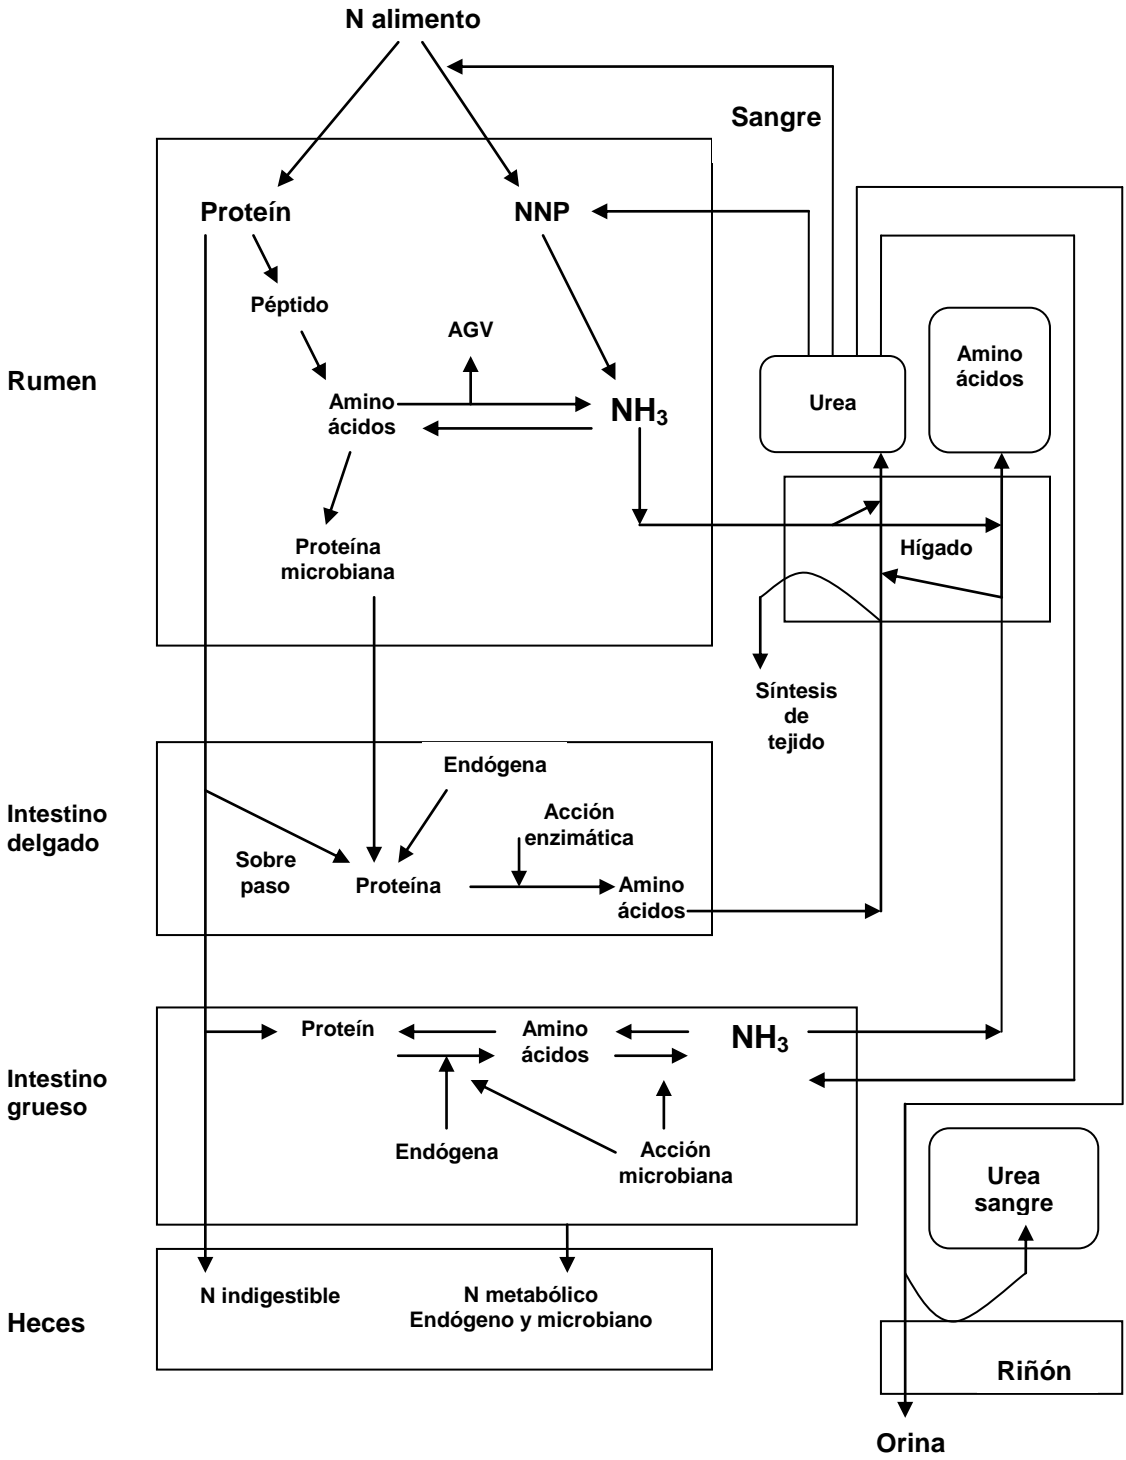 N alimento
Sangre
Proteín
NNP
Péptido
AGV
Rumen
Amino
ácidos
NH₃
Urea
Amino
ácidos
Proteína
microbiana
Hígado
Síntesis
de
tejido
Intestino
delgado
Endógena
Acción
enzimática
Sobre
paso
Proteína
Amino
ácidos
Intestino
grueso
Proteín
Amino
ácidos
NH₃
Endógena
Acción
microbiana
Urea
sangre
Heces
N indigestible
N metabólico
Endógeno y microbiano
Riñón
Orina